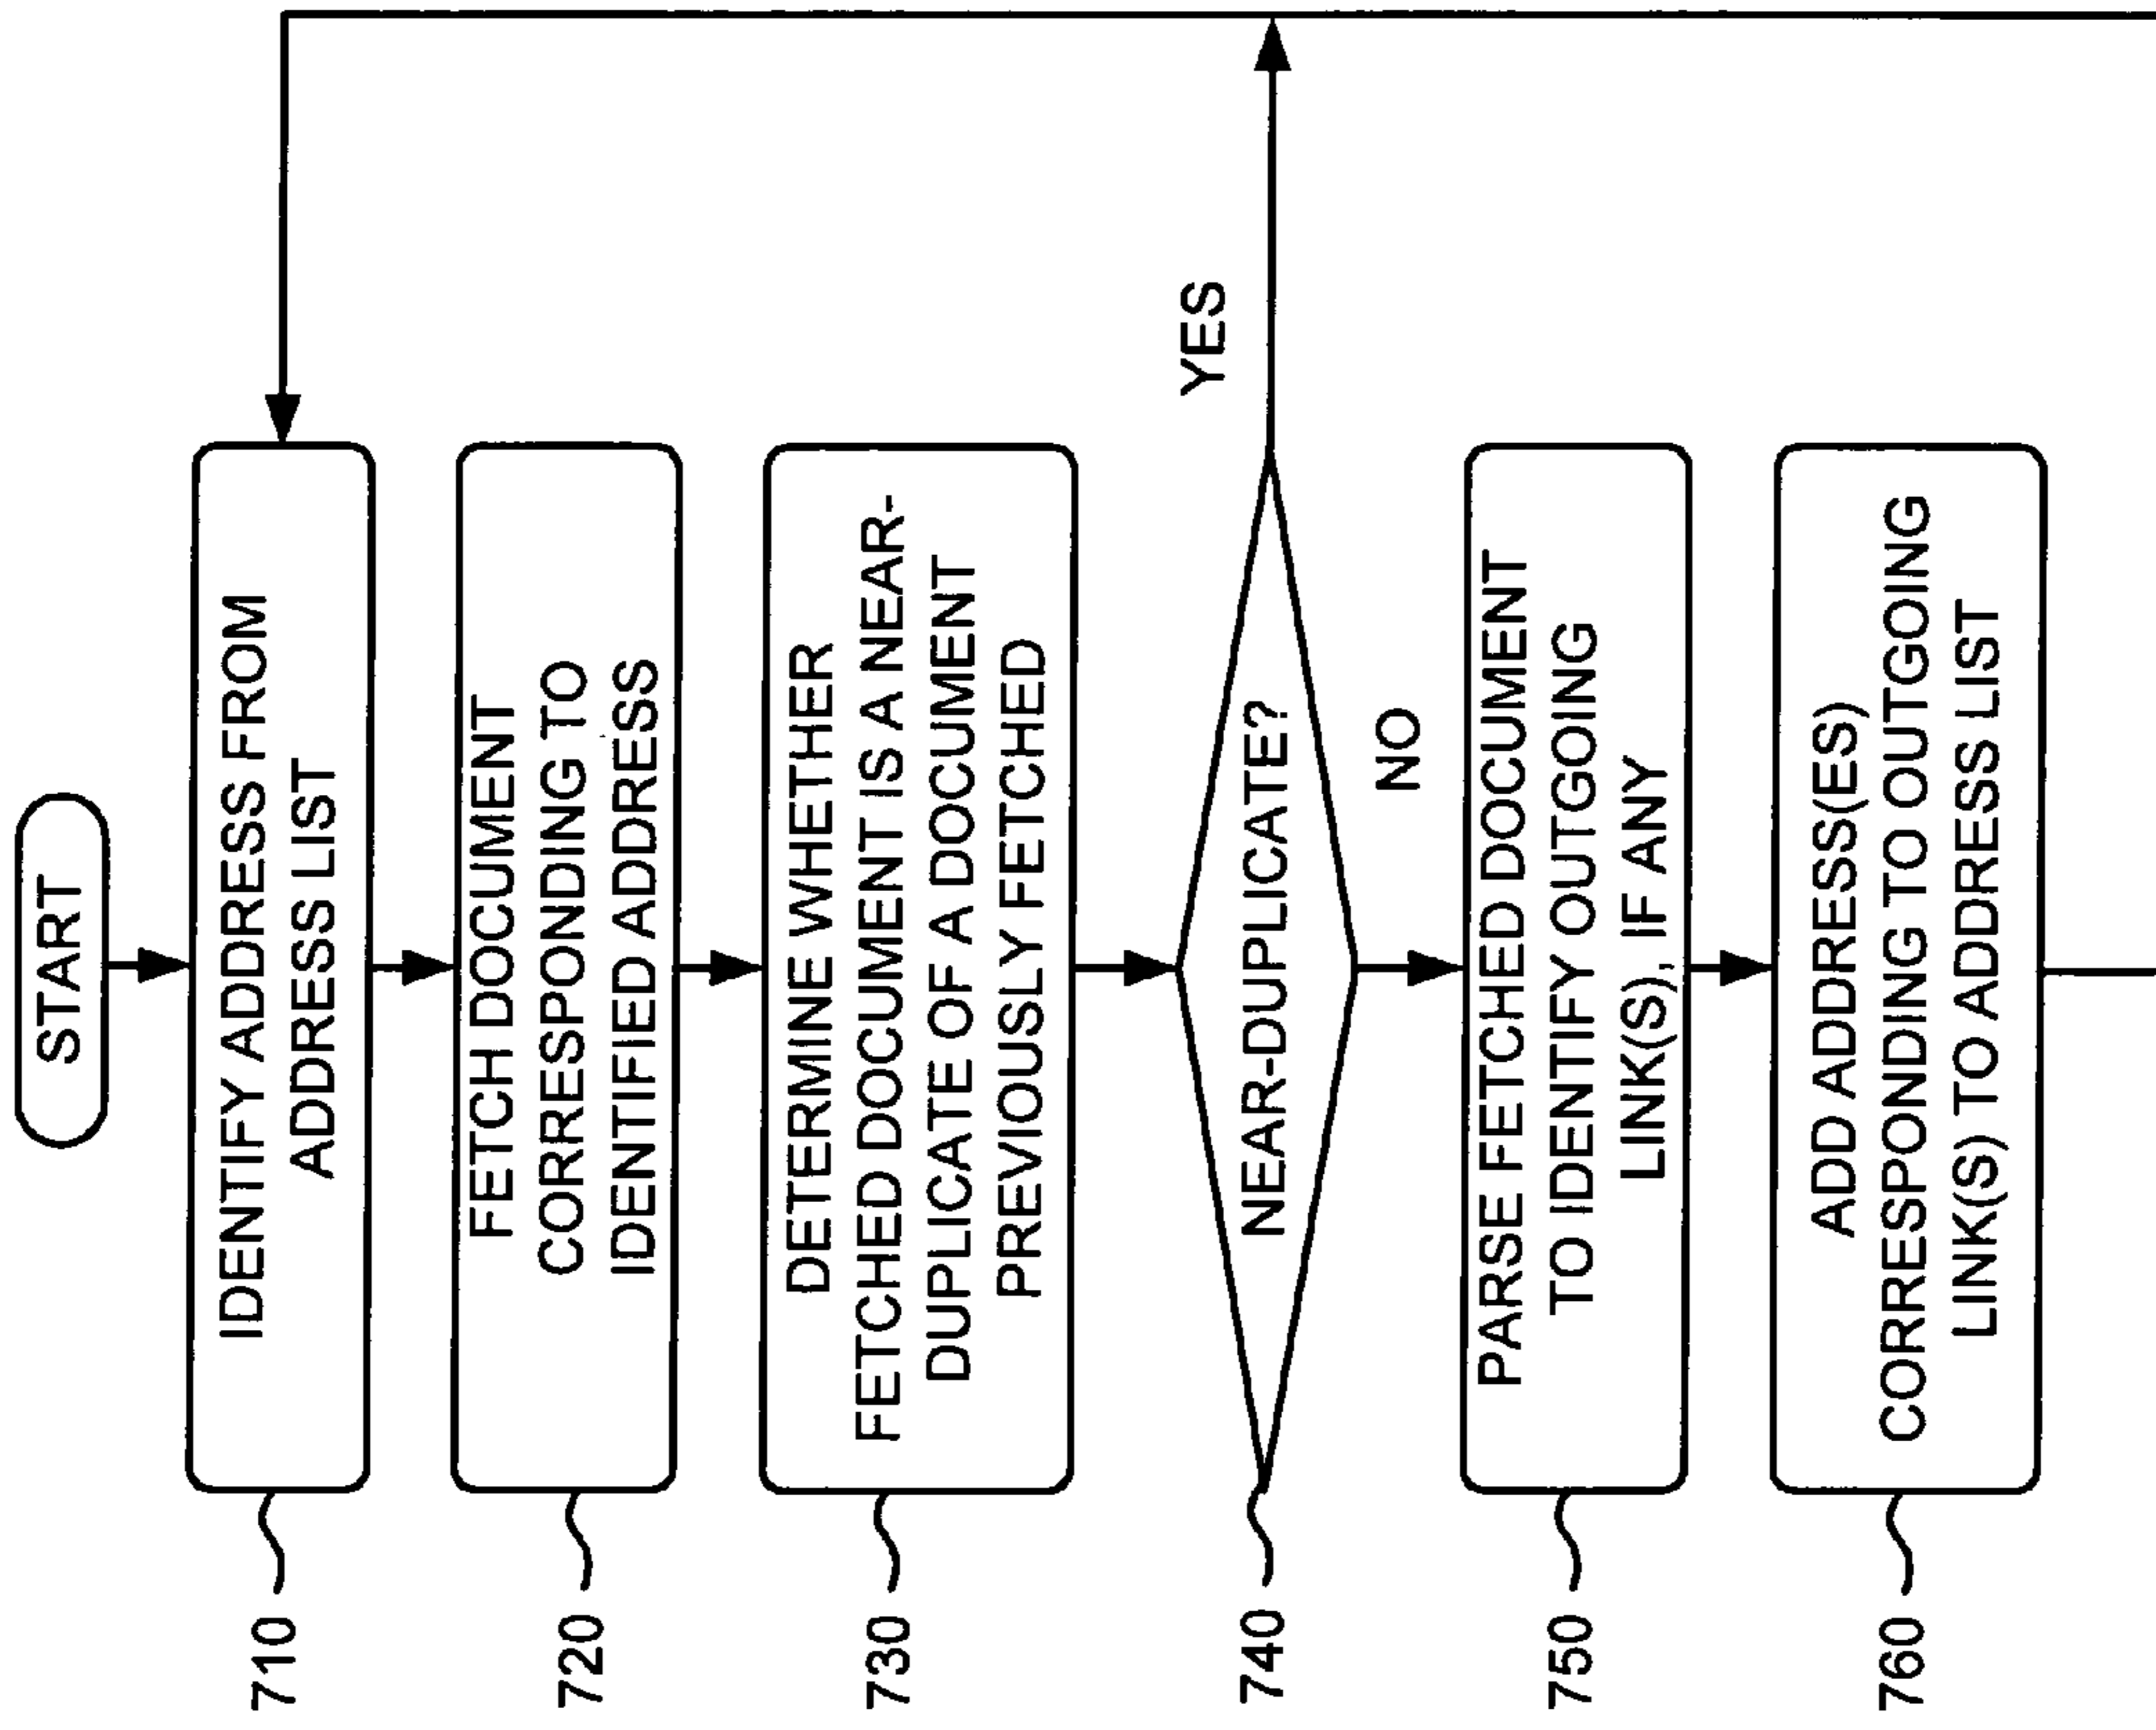 START
710
IDENTIFY ADDRESS FROM
ADDRESS LIST
720
FETCH DOCUMENT
CORRESPONDING TO
IDENTIFIED ADDRESS
730
DETERMINE WHETHER
FETCHED DOCUMENT IS A NEAR-
DUPLICATE OF A DOCUMENT
PREVIOUSLY FETCHED
740
NEAR-DUPLICATE?
YES
NO
750
PARSE FETCHED DOCUMENT
TO IDENTIFY OUTGOING
LINK(S), IF ANY
760
ADD ADDRESS(ES)
CORRESPONDING TO OUTGOING
LINK(S) TO ADDRESS LIST